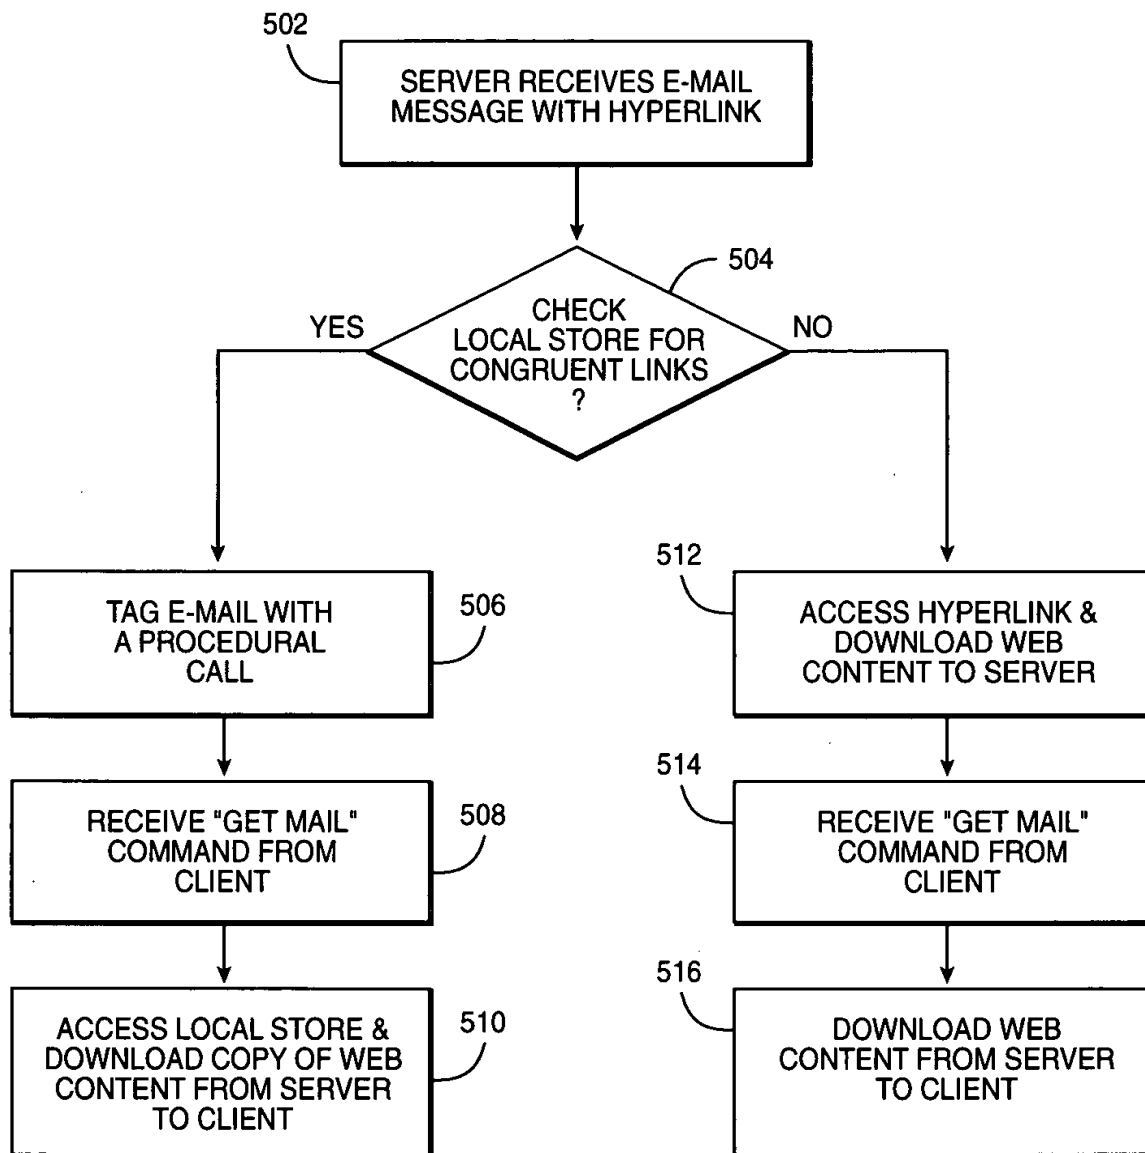 502
SERVER RECEIVES E-MAIL
MESSAGE WITH HYPERLINK
504
CHECK
LOCAL STORE FOR
CONGRUENT LINKS
?
YES
NO
506
TAG E-MAIL WITH
A PROCEDURAL
CALL
508
RECEIVE "GET MAIL"
COMMAND FROM
CLIENT
510
ACCESS LOCAL STORE &
DOWNLOAD COPY OF WEB
CONTENT FROM SERVER
TO CLIENT
512
ACCESS HYPERLINK &
DOWNLOAD WEB
CONTENT TO SERVER
514
RECEIVE "GET MAIL"
COMMAND FROM
CLIENT
516
DOWNLOAD WEB
CONTENT FROM SERVER
TO CLIENT